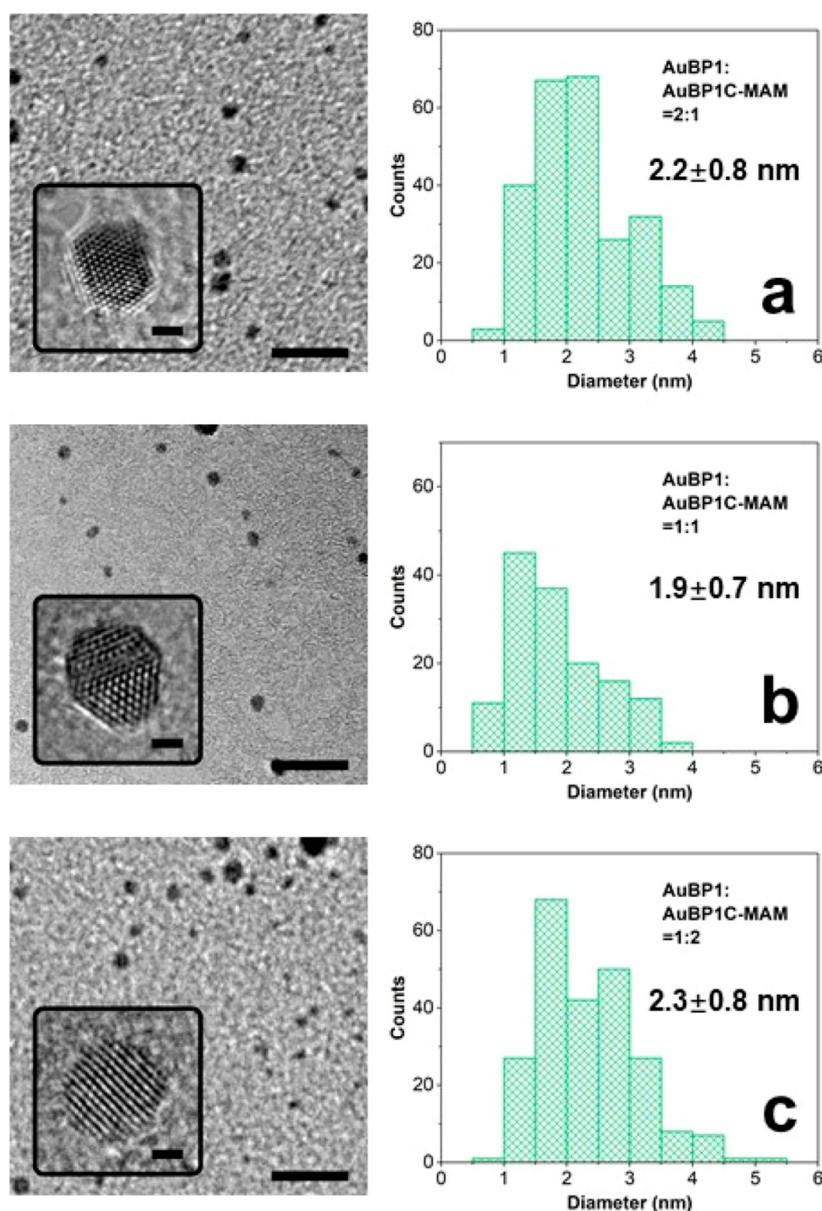 80
60
40
20
0
Counts
AuBP1:
AuBP1C-MAM
=2:1
2.2±0.8 nm
a
0 1 2 3 4 5 6
Diameter (nm)
60
40
20
0
Counts
AuBP1:
AuBP1C-MAM
=1:1
1.9±0.7 nm
b
0 1 2 3 4 5 6
Diameter (nm)
80
60
40
20
0
Counts
AuBP1:
AuBP1C-MAM
=1:2
2.3±0.8 nm
c
0 1 2 3 4 5 6
Diameter (nm)